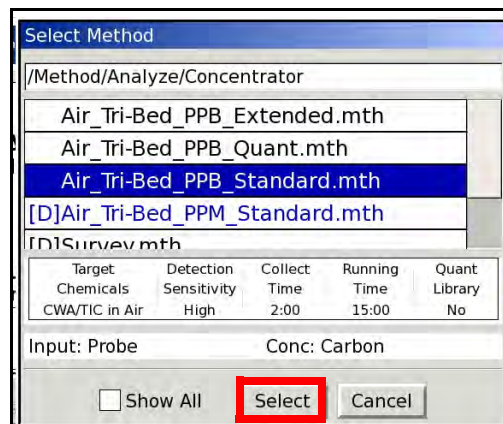 Select Method
/Method/Analyze/Concentrator
Air_Tri-Bed_PPB_Extended.mth
Air_Tri-Bed_PPB_Quant.mth
Air_Tri-Bed_PPB_Standard.mth
[D]Air_Tri-Bed_PPM_Standard.mth
[D]Survey.mth
Target Detection Collect Running Quant
Chemicals Sensitivity Time Time Library
CWA/TIC in Air High 2:00 15:00 No
Input: Probe Conc: Carbon
Show All Select Cancel